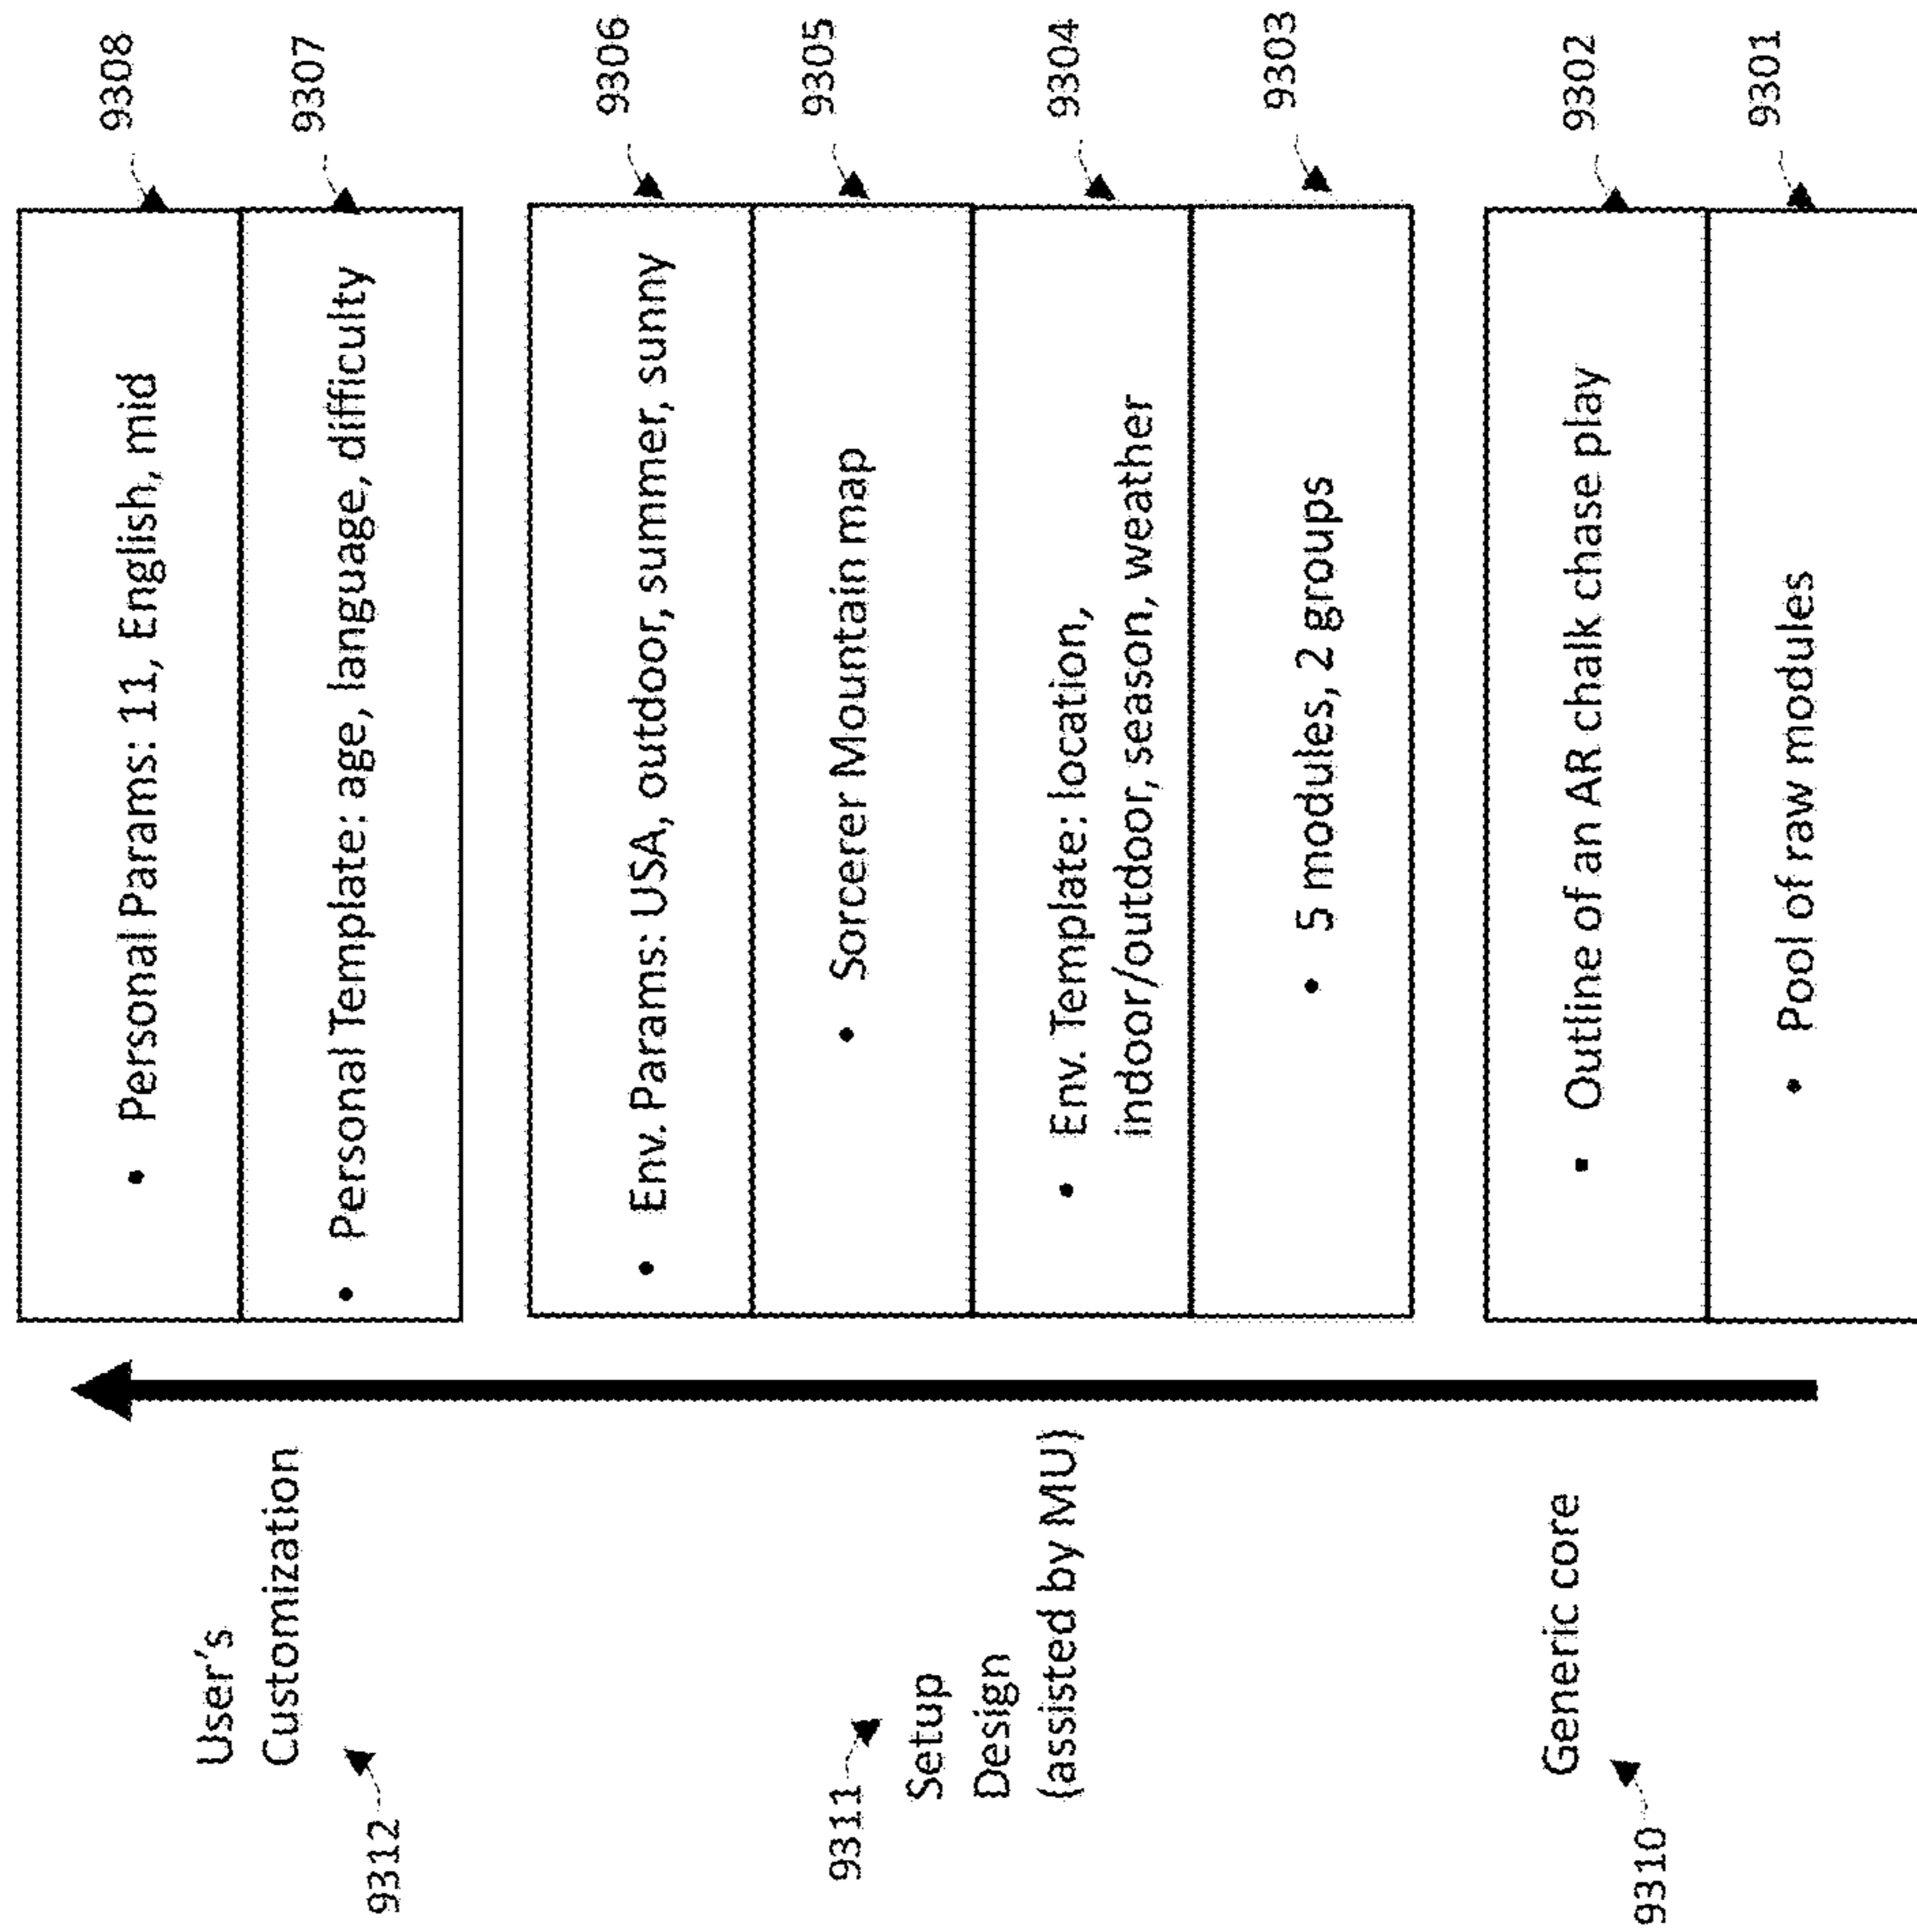 User's
Customization
9312
• Personal Params: 11, English, mid
9308
• Personal Template: age, language, difficulty
9307
9311
Setup
Design
(assisted by MU)
• Env. Params: USA, outdoor, summer, sunny
9306
• Sorcerer Mountain map
9305
• Env. Template: location,
indoor/outdoor, season, weather
9304
• 5 modules, 2 groups
9303
Generic core
9310
• Outline of an AR chalk chase play
9302
• Pool of raw modules
9301